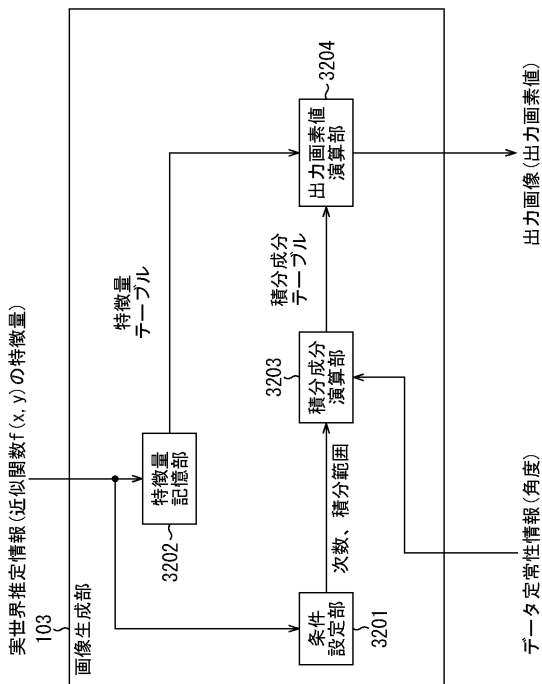 実世界推定情報(近似関数f(x, y)の特徴量)
103
画像生成部
特徴量
記憶部
3202
特徴量
テーブル
条件
設定部
3201
次数、積分範囲
積分成分
演算部
3203
積分成分
テーブル
出力画素値
演算部
3204
データ定常性情報(角度)
出力画像(出力画素値)